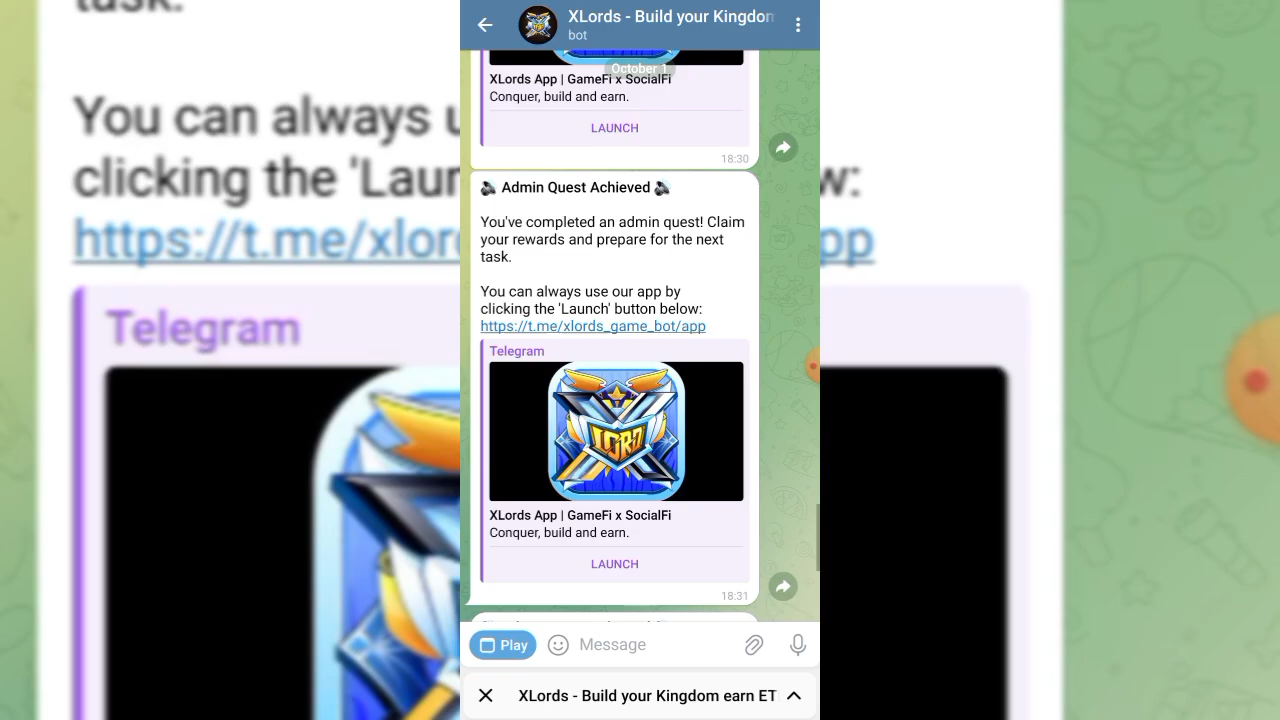 XLords - Build your Kingdon
bot
October 1
XLords App | GameFi x SocialFi
Conquer, build and earn.
LAUNCH
18:30
Admin Quest Achieved
You've completed an admin quest! Claim
your rewards and prepare for the next
task.
You can always use our app by
clicking the 'Launch' button below:
https://t.me/xlords_game_bot/app
Telegram
LORD
XLords App | GameFi x SocialFi
Conquer, build and earn.
LAUNCH
18:31
Play
Message
XLords - Build your Kingdom earn ET
task.
You can always u
clicking the 'Laun
w:
https://t.me/xlor
pp
Telegram